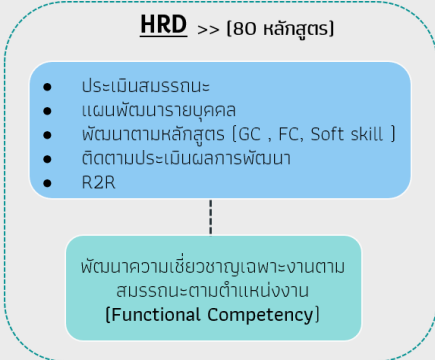 HRD >> (80 หลักสูตร)
● ประเมินสมรรถนะ
● แผนพัฒนารายบุคคล
● พัฒนาตามหลักสูตร (GC , FC, Soft skill )
● ติดตามประเมินผลการพัฒนา
● R2R
พัฒนาความเชี่ยวชาญเฉพาะงานตาม
สมรรถนะตามตำแหน่งงาน
(Functional Competency)